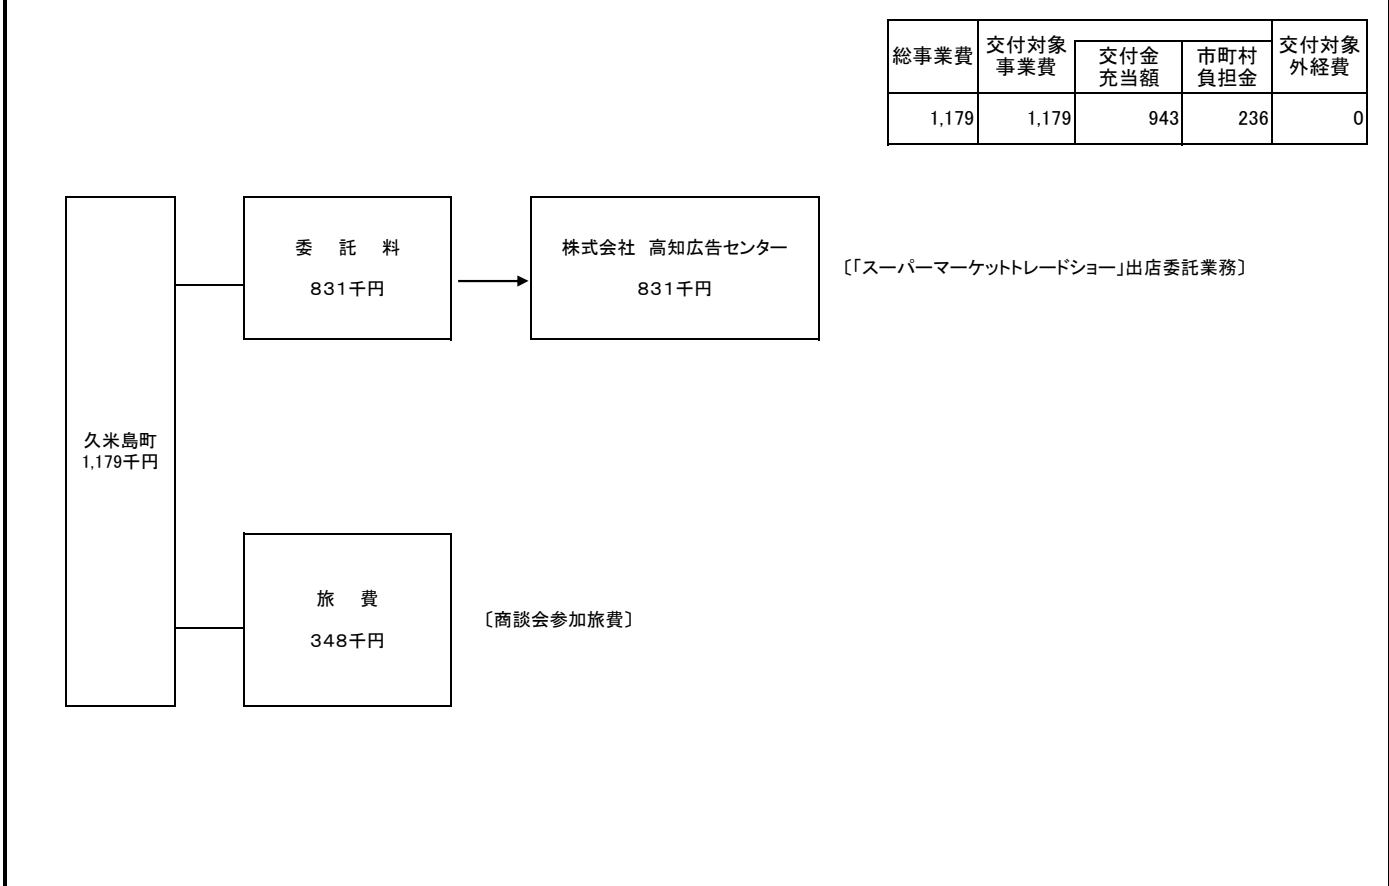 総事業費 交付対象事業費 交付金充当額 市町村負担金 交付対象外経費
1,179 1,179 943 236 0
委 託 料
831千円
株式会社 高知広告センター
831千円
〔「スーパーマーケットトレードショー」出店委託業務〕
久米島町
1,179千円
旅 費
348千円
〔商談会参加旅費〕